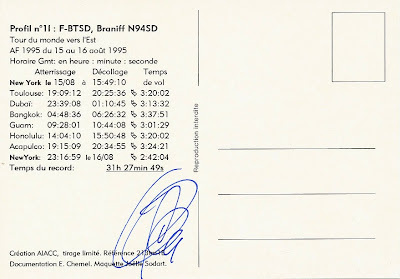 Profil n°11 : F-BTSD, Braniff N94SD
Tour du monde vers l'Est
AF 1995 du 15 au 16 août 1995
Horaire Gmt: en heure : minute : seconde
Atterrissage Décollage Temps
New York le 15/08 à 15:49:10 de vol
Toulouse: 19:09:12 20:25:36 3:20:02
Dubaï: 23:39:08 01:10:45 3:13:32
Bangkok: 04:48:36 06:26:32 3:37:51
Guam: 09:28:01 10:44:08 3:01:29
Honolulu: 14:04:10 15:50:48 3:20:02
Acapulco: 19:15:09 20:34:55 3:24:21
NewYork: 23:16:59 le 16/08 2:42:04
Temps du record: 31h 27mn 49s
Reproduction interdite
Création AIACC, tirage limité. Référence
Documentation E. Chemel. Maquette Sodort.